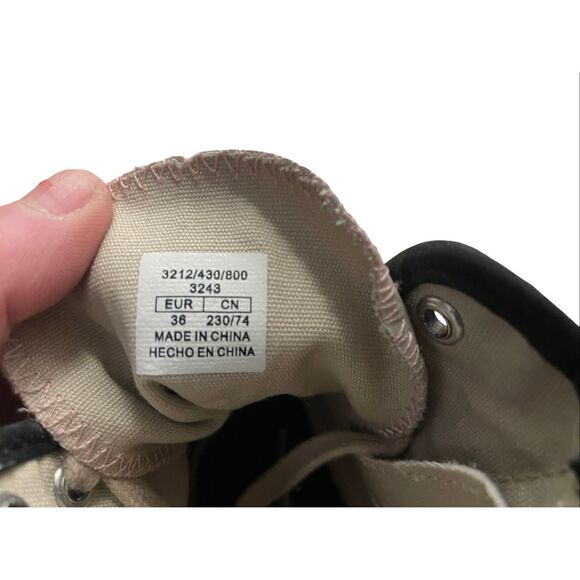 3212/430/800
3243
EUR CN
36 230/74
MADE IN CHINA
HECHO EN CHINA